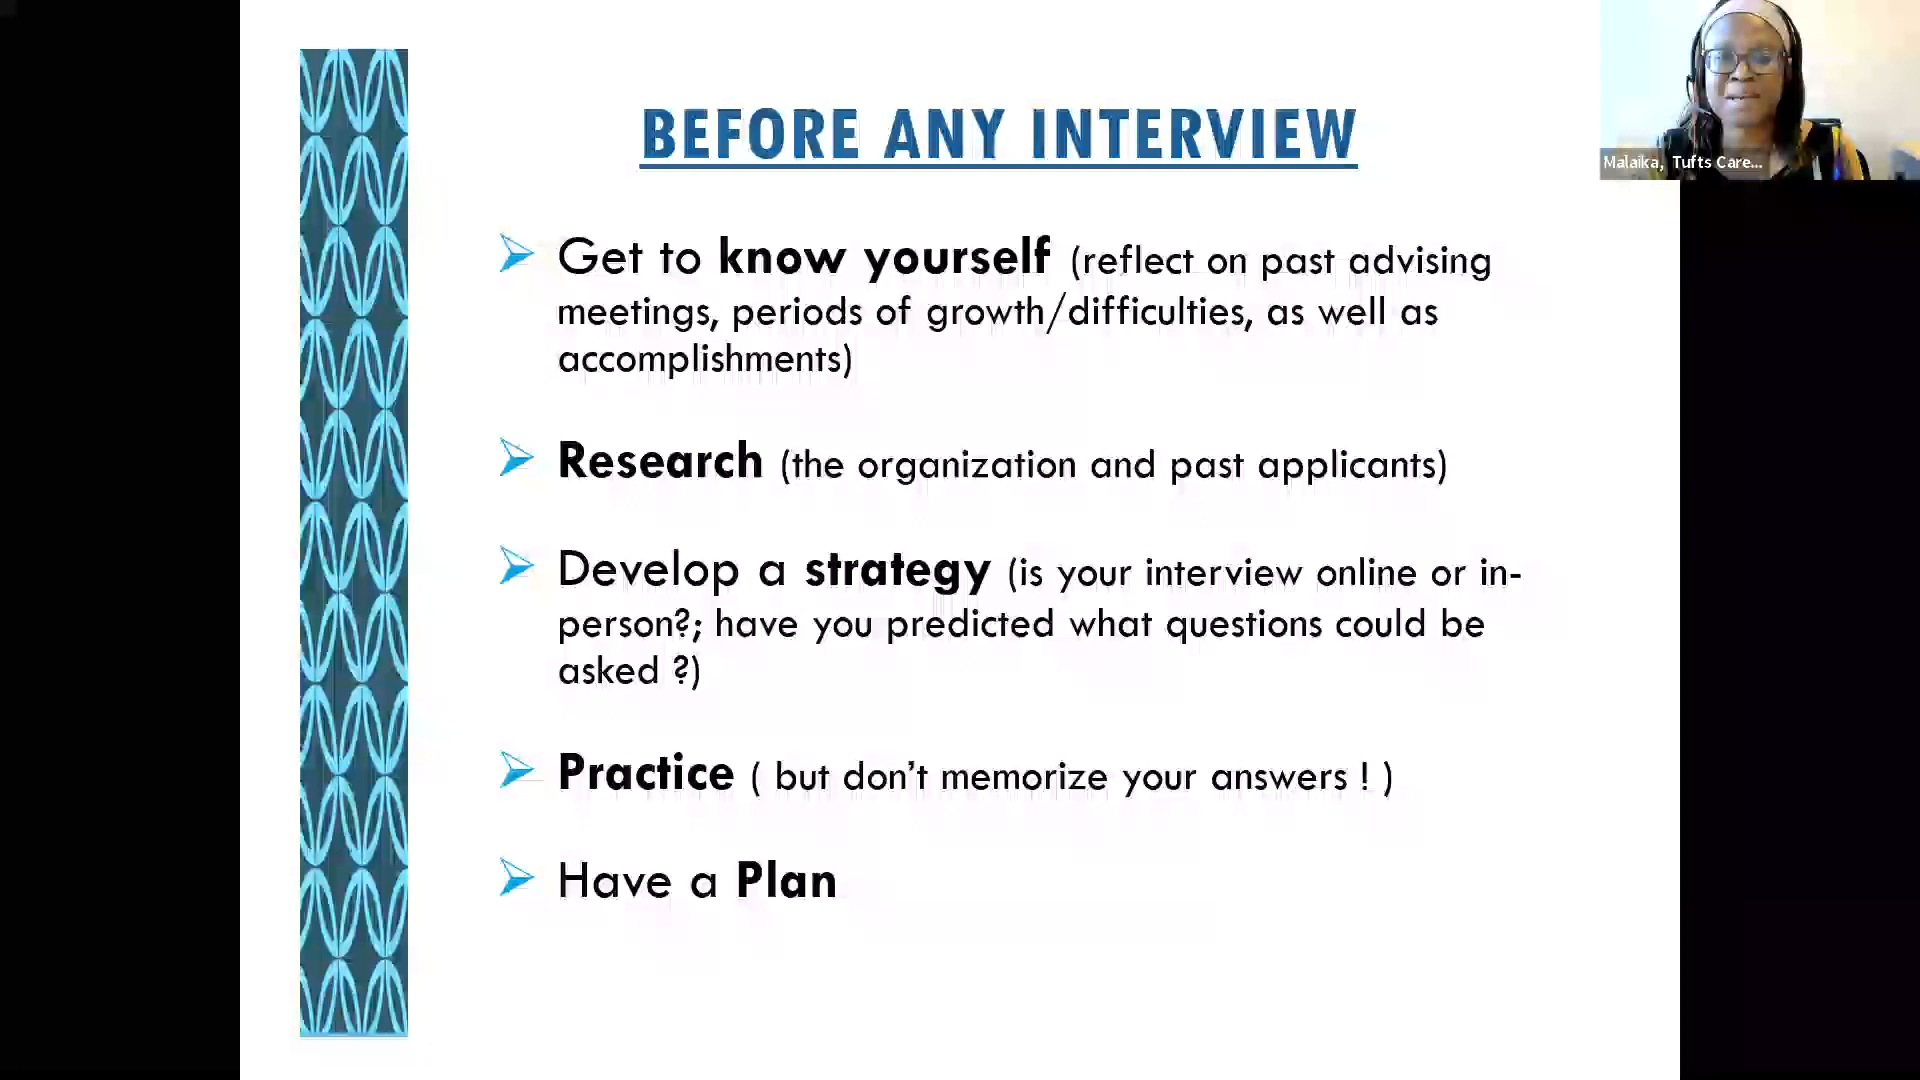 BEFORE ANY INTERVIEW
Get to know yourself (reflect on past advising
meetings, periods of growth/difficulties, as well as
accomplishments)
Research (the organization and past applicants)
Develop a strategy (is your interview online or in-
person?; have you predicted what questions could be
asked ?)
Practice ( but don’t memorize your answers ! )
Have a Plan
Malaika, Tufts Care...